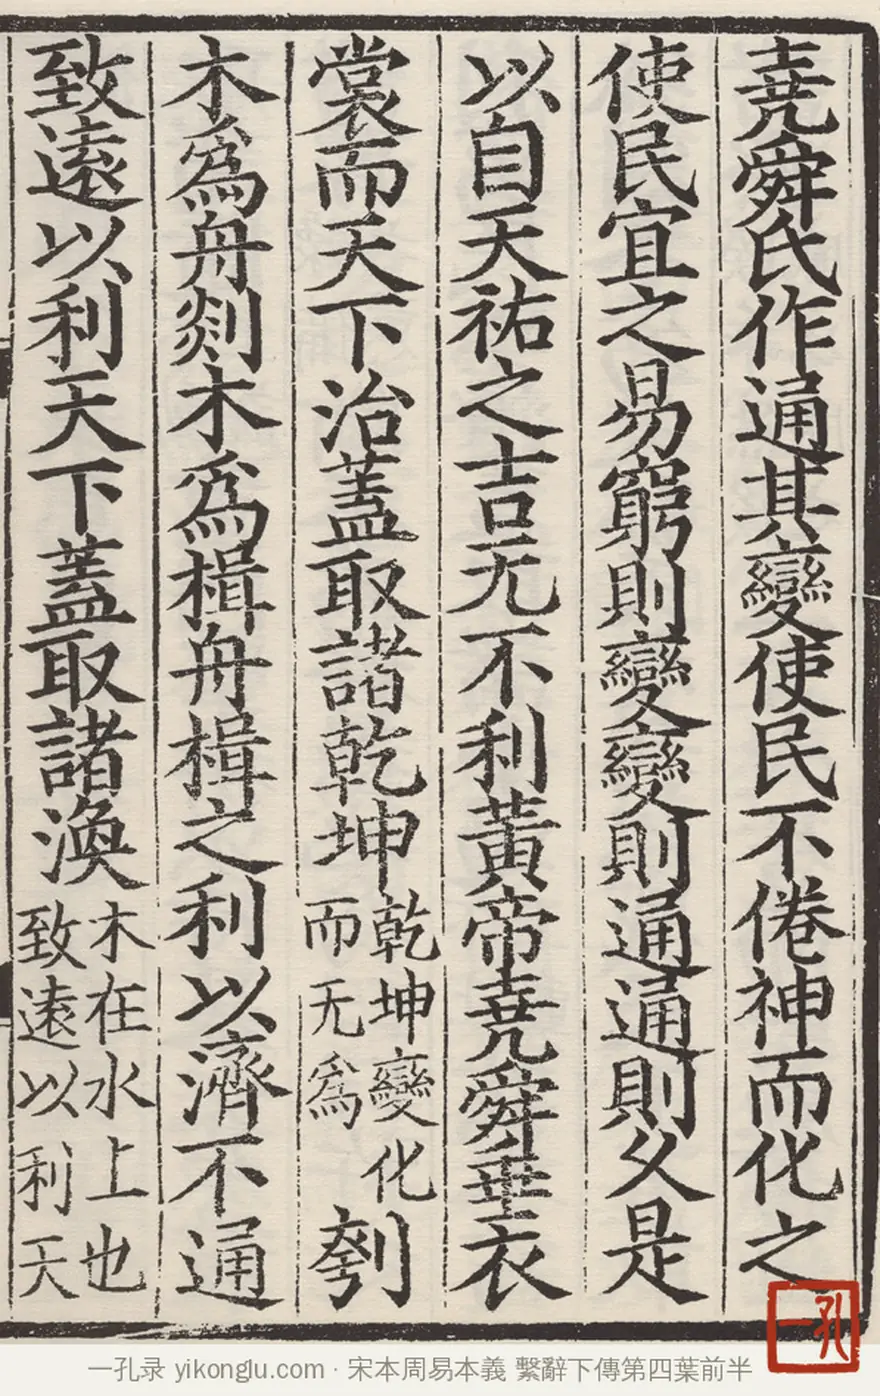 堯舜氏作通其變使民不倦神而化之
使民宜之易窮則變變則通通則久是
以自天祐之吉无不利黃帝堯舜垂衣
裳而天下治蓋取諸乾坤乾坤變化而无爲刳
木爲舟剡木爲楫舟楫之利以濟不通
致遠以利天下蓋取諸渙木在水上也致遠以利天
一孔
一孔录 yikonglu.com · 宋本周易本義 繫辭下傳第四葉前半